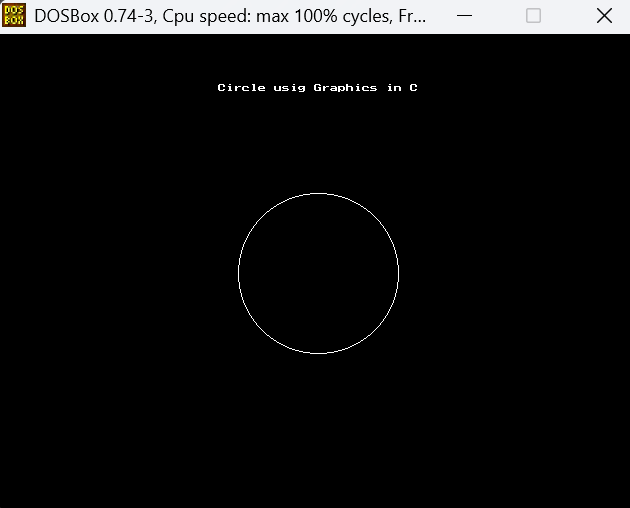 DOS
BOX
DOSBox 0.74-3, Cpu speed: max 100% cycles, Fr...
Circle usig Graphics in C